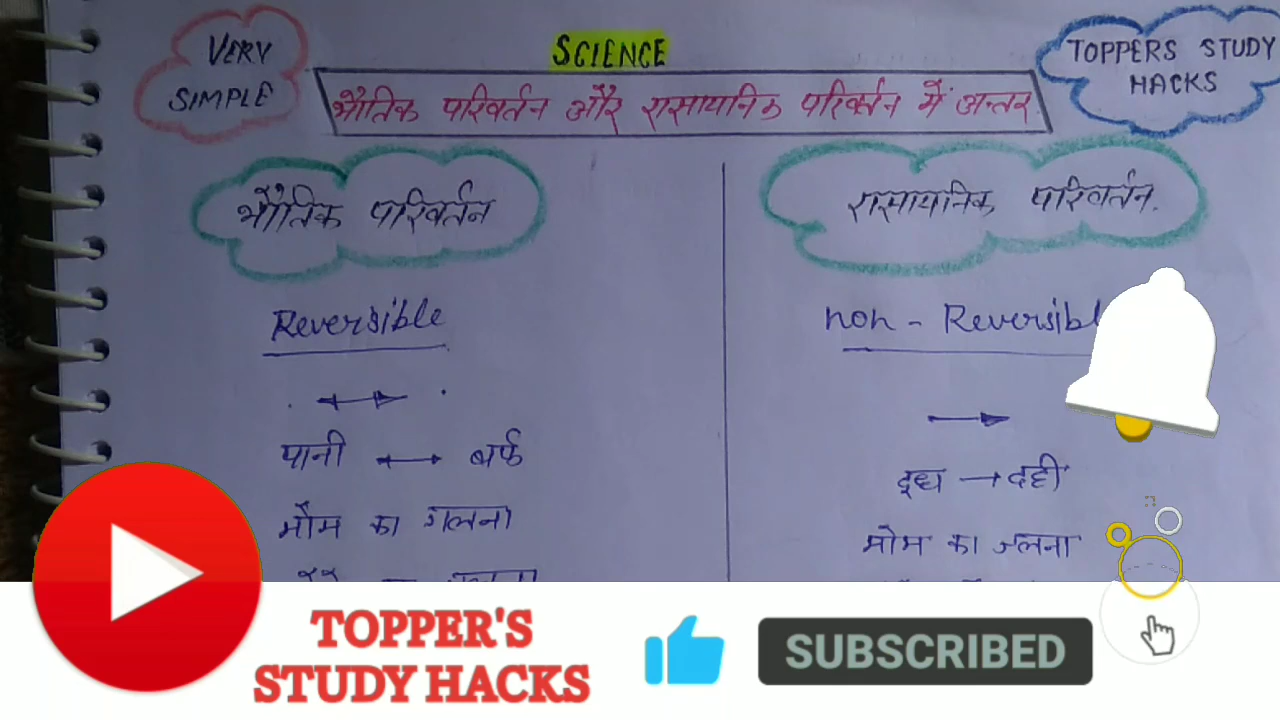 VERY
SIMPLE
SCIENCE
TOPPERS STUDY
HACKS
भौतिक परिवर्तन और रासायनिक परिवर्तन में अन्तर
भौतिक परिवर्तन
रासायनिक परिवर्तन.
Reversible
non - Reversibl
पानी ↔ बर्फ
दूध → दही
मोम का गलना
मोम का जलना
TOPPER'S
STUDY HACKS
SUBSCRIBED